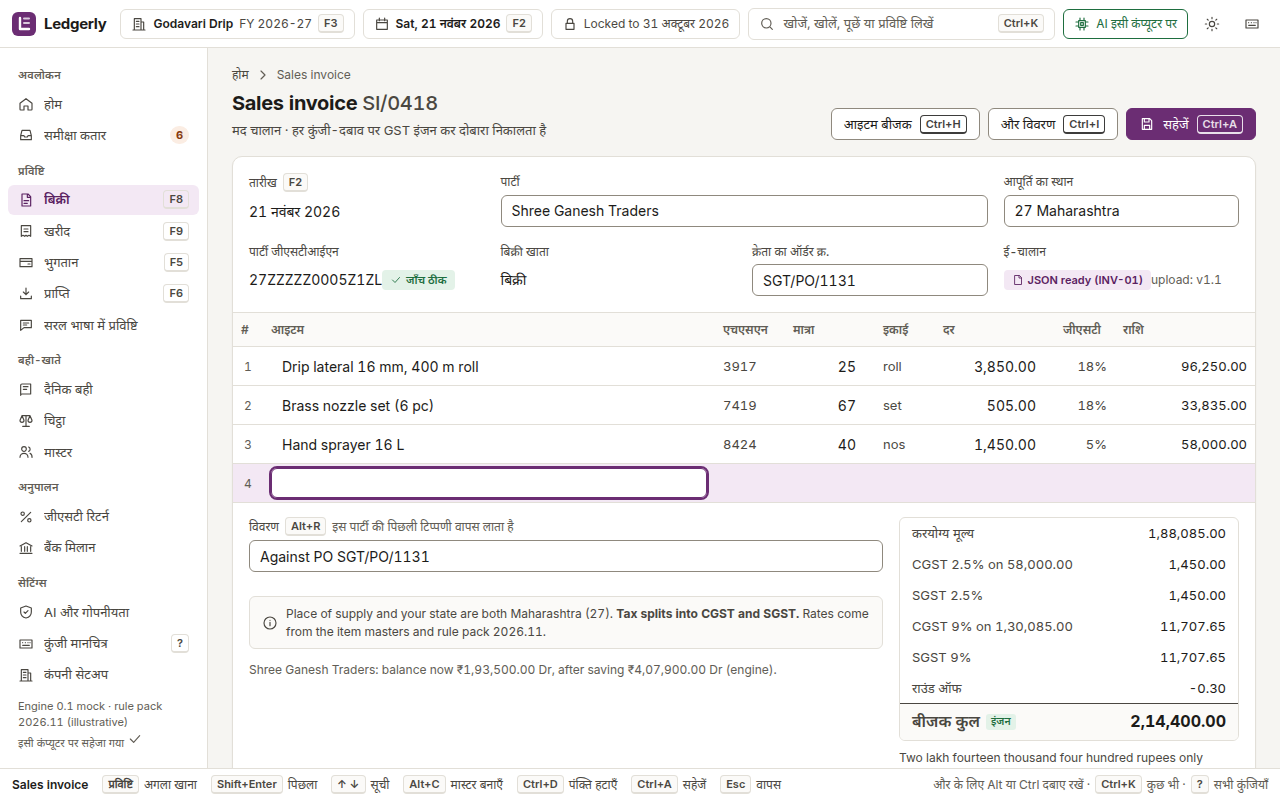 Ledgerly
Godavari Drip FY 2026-27 F3
Sat, 21 नवंबर 2026 F2
Locked to 31 अक्टूबर 2026
खोजें, खोलें, पूछें या प्रविष्टि लिखें Ctrl+K
AI इसी कंप्यूटर पर
अवलोकन
होम
समीक्षा कतार 6
प्रविष्टि
बिक्री F8
खरीद F9
भुगतान F5
प्राप्ति F6
सरल भाषा में प्रविष्टि
बही-खाते
दैनिक बही
चिट्ठा
मास्टर
अनुपालन
जीएसटी रिटर्न
बैंक मिलान
सेटिंग्स
AI और गोपनीयता
कुंजी मानचित्र ?
कंपनी सेटअप
Engine 0.1 mock · rule pack
2026.11 (illustrative)
इसी कंप्यूटर पर सहेजा गया
होम > Sales invoice
Sales invoice SI/0418
मद चालान · हर कुंजी-दबाव पर GST इंजन कर दोबारा निकालता है
आइटम बीजक Ctrl+H
और विवरण Ctrl+I
सहेजें Ctrl+A
तारीख F2
पार्टी
आपूर्ति का स्थान
21 नवंबर 2026
Shree Ganesh Traders
27 Maharashtra
पार्टी जीएसटीआईएन
बिक्री खाता
क्रेता का ऑर्डर क्र.
ई-चालान
27ZZZZZ0005Z1ZL जाँच ठीक
बिक्री
SGT/PO/1131
JSON ready (INV-01) upload: v1.1
# आइटम एचएसएन मात्रा इकाई दर जीएसटी राशि
1 Drip lateral 16 mm, 400 m roll 3917 25 roll 3,850.00 18% 96,250.00
2 Brass nozzle set (6 pc) 7419 67 set 505.00 18% 33,835.00
3 Hand sprayer 16 L 8424 40 nos 1,450.00 5% 58,000.00
4
विवरण Alt+R इस पार्टी की पिछली टिप्पणी वापस लाता है
Against PO SGT/PO/1131
Place of supply and your state are both Maharashtra (27). Tax splits into CGST and SGST. Rates come
from the item masters and rule pack 2026.11.
Shree Ganesh Traders: balance now ₹1,93,500.00 Dr, after saving ₹4,07,900.00 Dr (engine).
करयोग्य मूल्य 1,88,085.00
CGST 2.5% on 58,000.00 1,450.00
SGST 2.5% 1,450.00
CGST 9% on 1,30,085.00 11,707.65
SGST 9% 11,707.65
राउंड ऑफ -0.30
बीजक कुल इंजन 2,14,400.00
Two lakh fourteen thousand four hundred rupees only
Sales invoice प्रविष्टि अगला खाना Shift+Enter पिछला ↑ ↓ सूची Alt+C मास्टर बनाएँ Ctrl+D पंक्ति हटाएँ Ctrl+A सहेजें Esc वापस
और के लिए Alt या Ctrl दबाए रखें · Ctrl+K कुछ भी · ? सभी कुंजियाँ